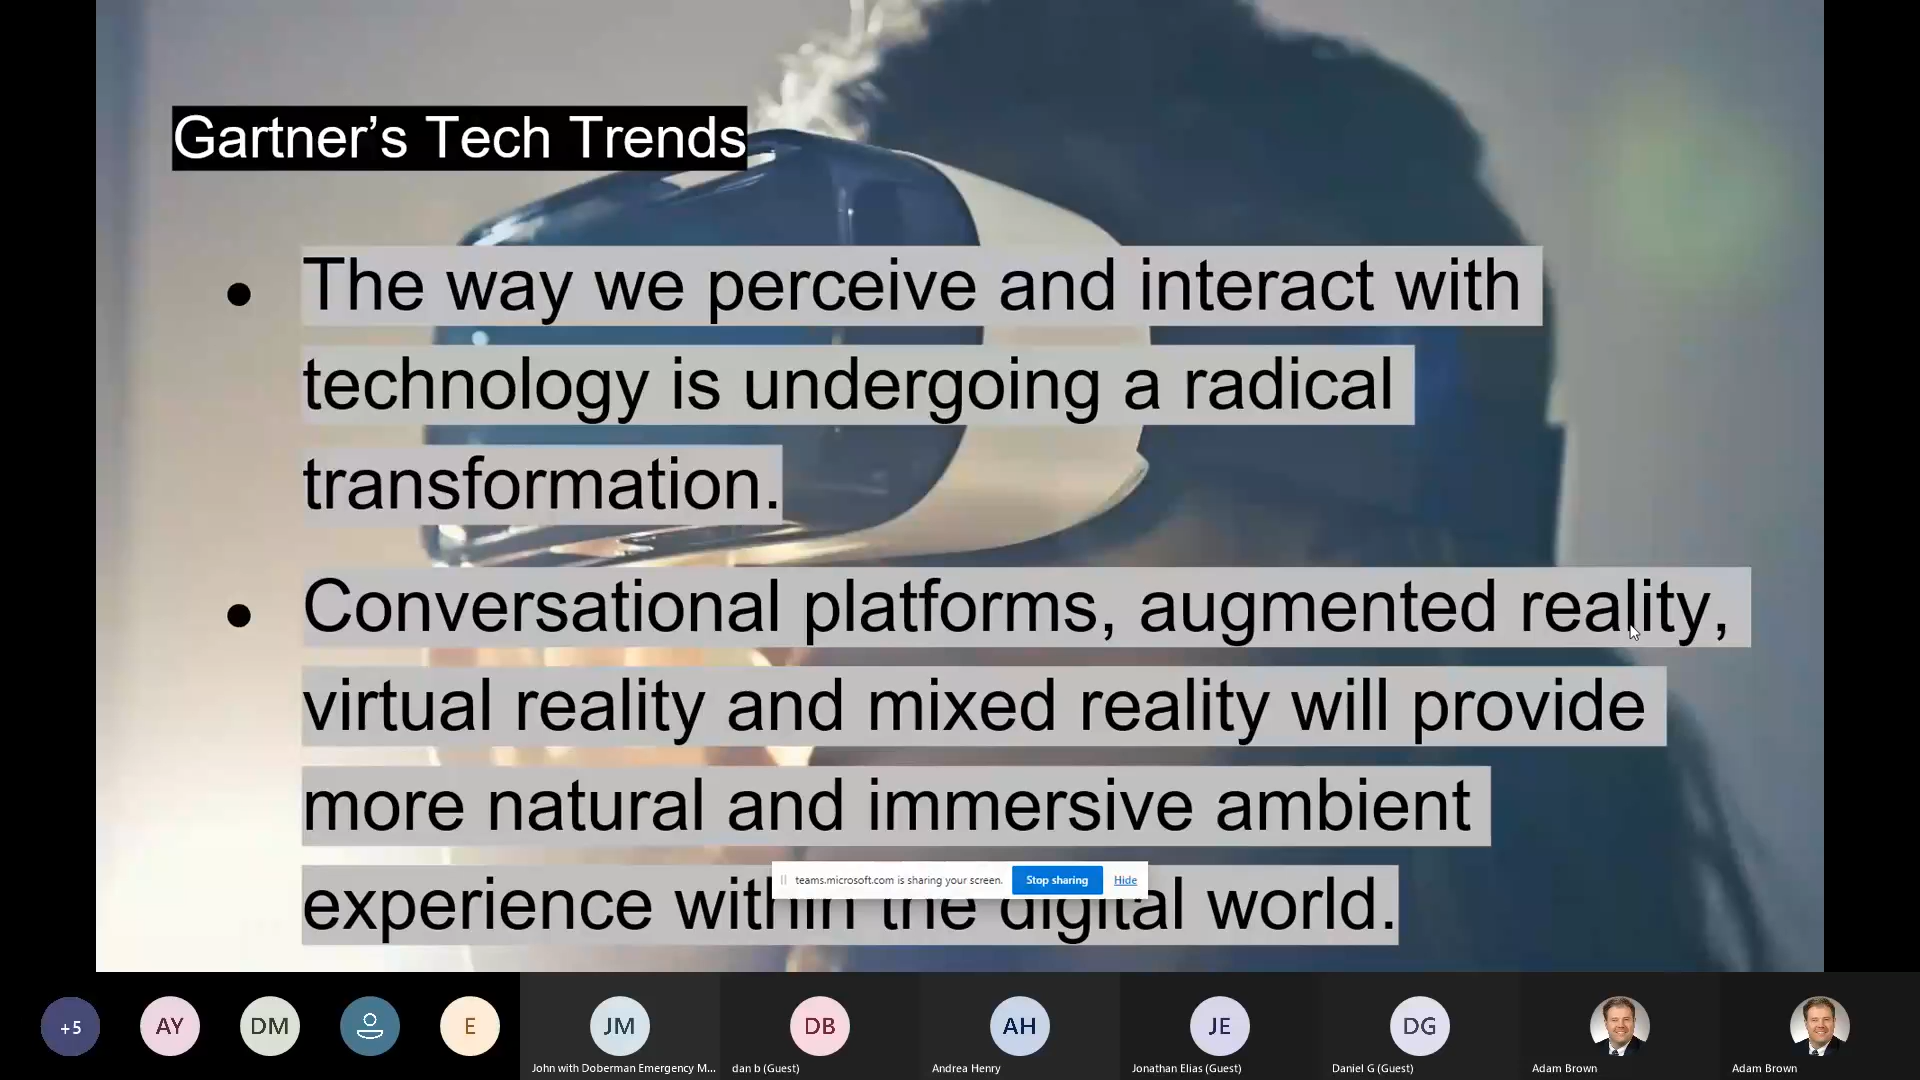 Gartner’s Tech Trends
• The way we perceive and interact with
technology is undergoing a radical
transformation.
• Conversational platforms, augmented reality,
virtual reality and mixed reality will provide
more natural and immersive ambient
experience within the digital world.
teams.microsoft.com is sharing your screen.
Stop sharing
Hide
+5
AY
DM
E
JM
DB
AH
JE
DG
John with Doberman Emergency M...
dan b (Guest)
Andrea Henry
Jonathan Elias (Guest)
Daniel G (Guest)
Adam Brown
Adam Brown